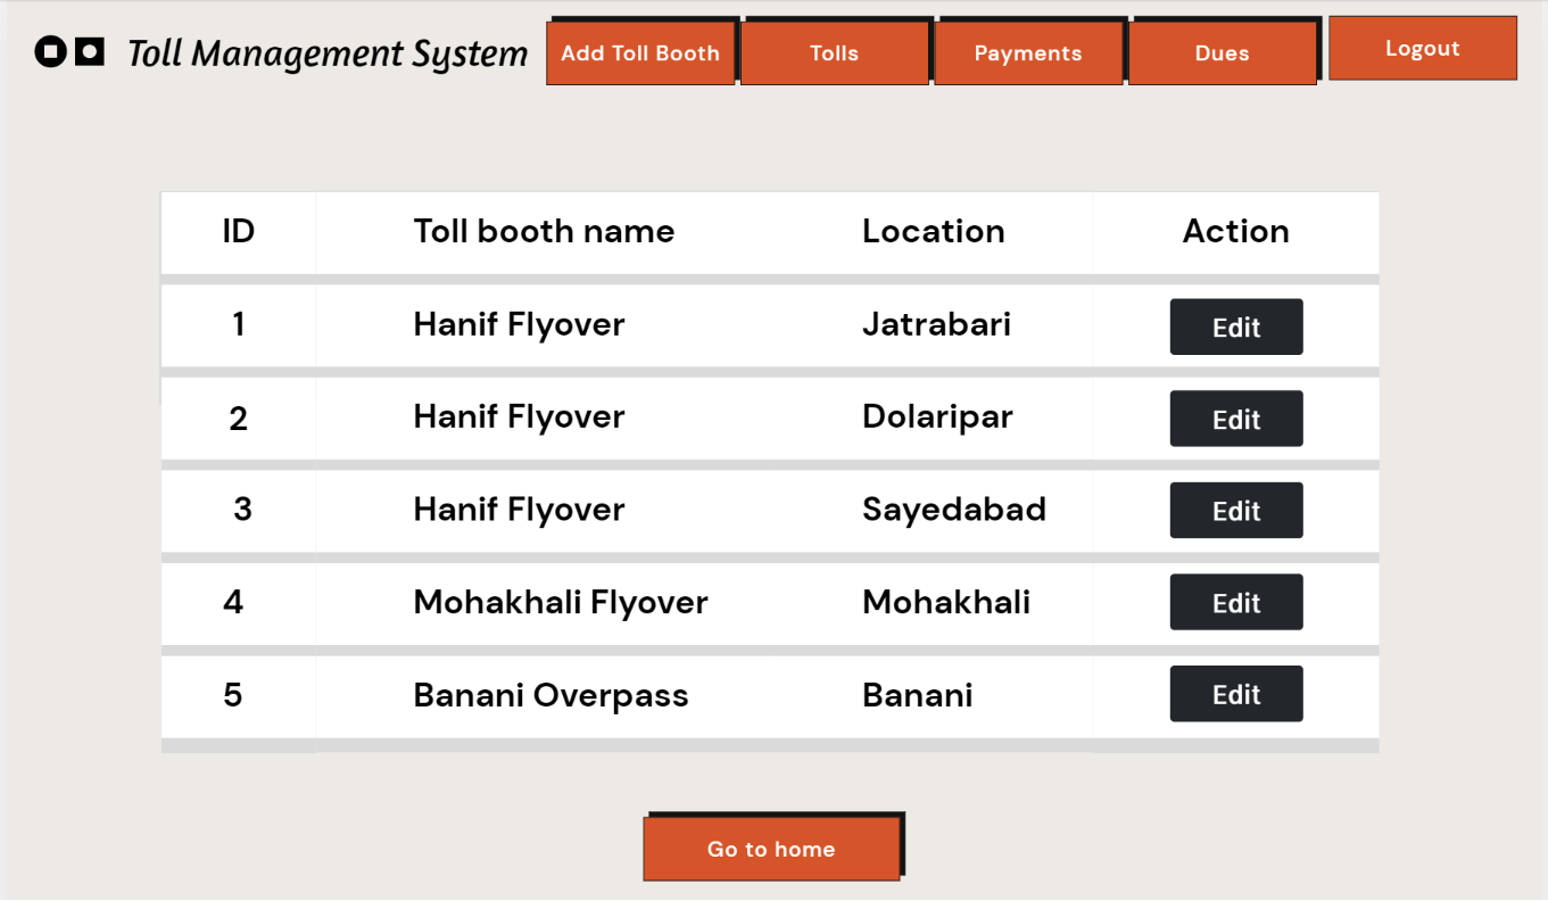 Toll Management System
Add Toll Booth
Tolls
Payments
Dues
Logout
ID Toll booth name Location Action
1 Hanif Flyover Jatrabari Edit
2 Hanif Flyover Dolaripar Edit
3 Hanif Flyover Sayedabad Edit
4 Mohakhali Flyover Mohakhali Edit
5 Banani Overpass Banani Edit
Go to home